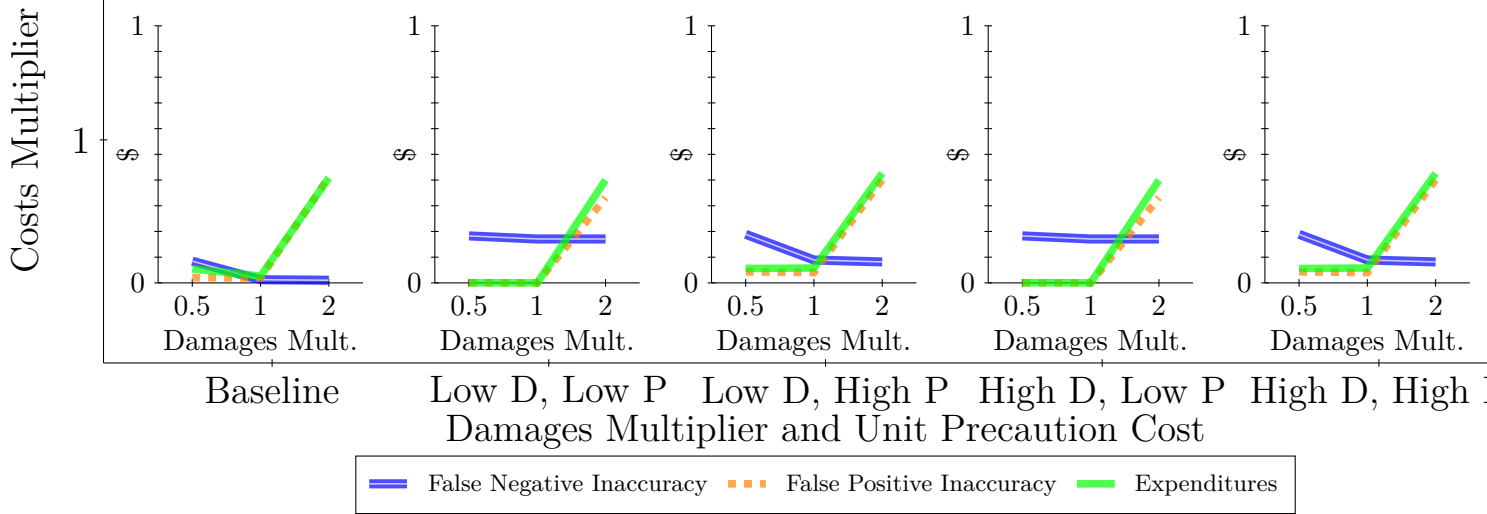 Costs Multiplier
1
1
$
0
0.5 1 2
Damages Mult.
1
$
0
0.5 1 2
Damages Mult.
1
$
0
0.5 1 2
Damages Mult.
1
$
0
0.5 1 2
Damages Mult.
1
$
0
0.5 1 2
Damages Mult.
Baseline
Low D, Low P
Low D, High P
High D, Low P
High D, High
Damages Multiplier and Unit Precaution Cost
False Negative Inaccuracy
False Positive Inaccuracy
Expenditures